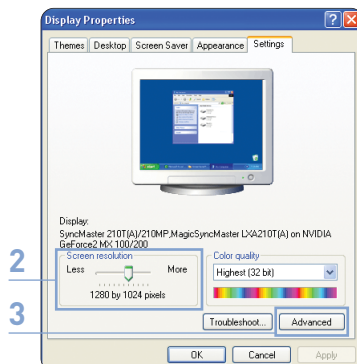 Display Properties
Themes Desktop Screen Saver Appearance Settings
Display:
SyncMaster 210T(A)/210MP,MagicSyncMaster LXA210T(A) on NVIDIA
GeForce2 MX 100/200
2
Screen resolution
Less More
1280 by 1024 pixels
Color quality
Highest (32 bit)
3
Troubleshoot... Advanced
OK Cancel Apply